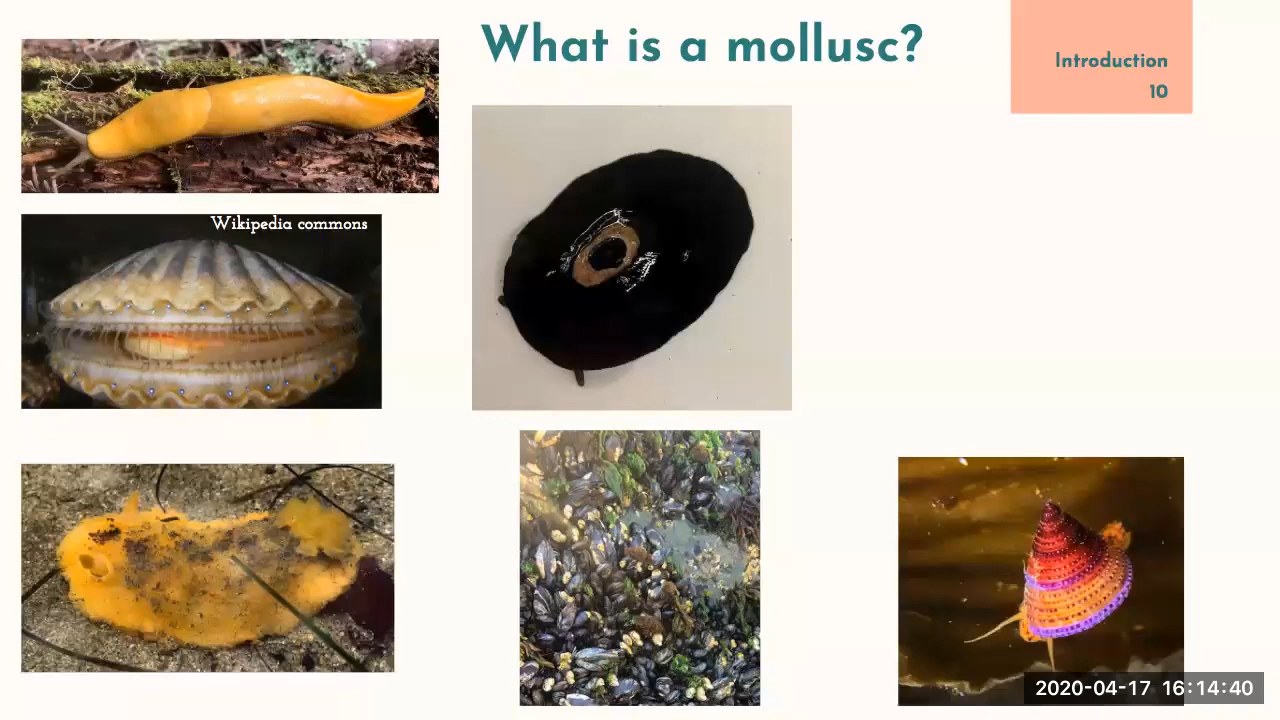 What is a mollusc?
Introduction
10
Wikipedia commons
2020-04-17 16:14:40